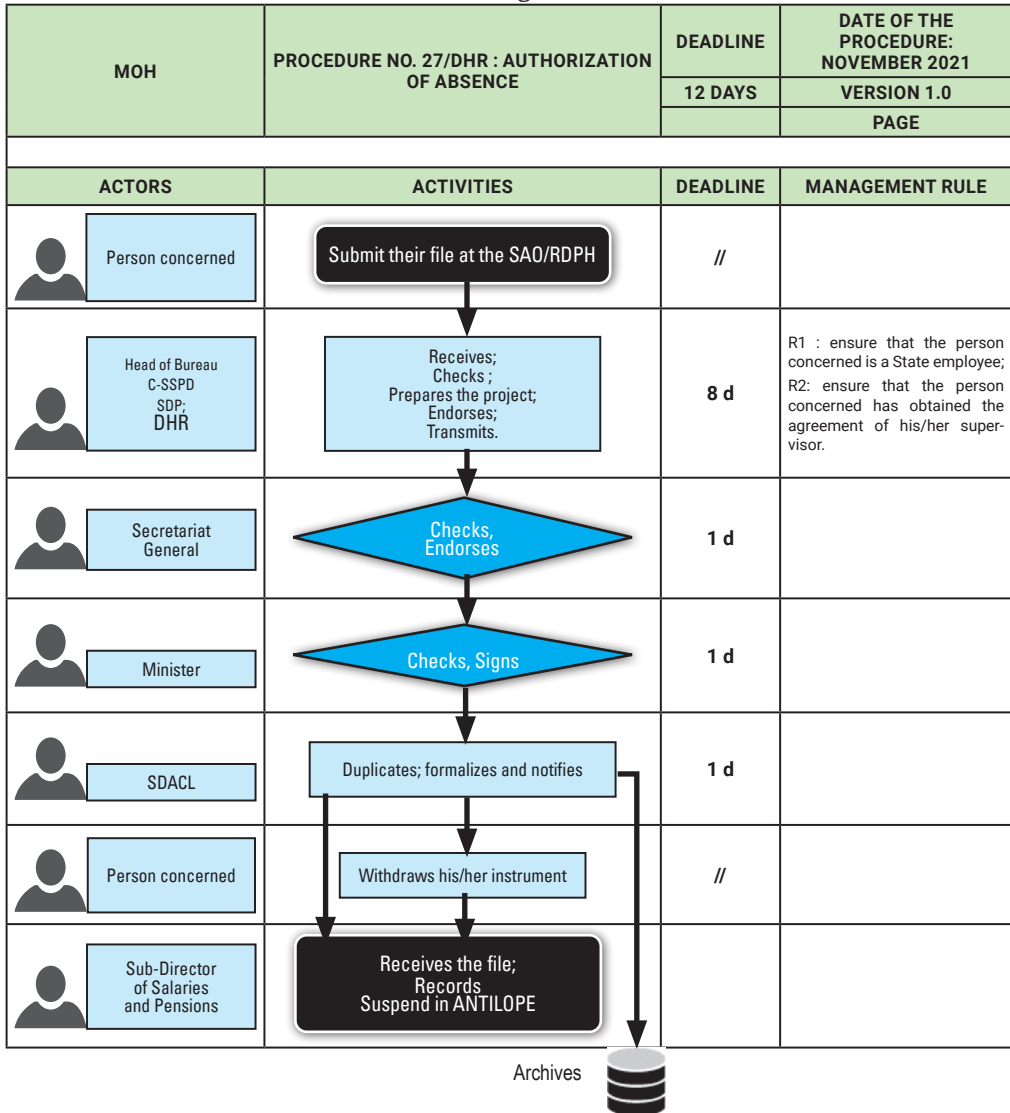 MOH
PROCEDURE NO. 27/DHR : AUTHORIZATION
OF ABSENCE
DEADLINE
DATE OF THE
PROCEDURE:
NOVEMBER 2021
12 DAYS
VERSION 1.0
PAGE
ACTORS
ACTIVITIES
DEADLINE
MANAGEMENT RULE
Person concerned
Submit their file at the SAO/RDPH
//
Head of Bureau
C-SSPD
SDP;
DHR
Receives;
Checks ;
Prepares the project;
Endorses;
Transmits.
8 d
R1 : ensure that the person
concerned is a State employee;
R2: ensure that the person
concerned has obtained the
agreement of his/her super-
visor.
Secretariat
General
Checks,
Endorses
1 d
Minister
Checks, Signs
1 d
SDACL
Duplicates; formalizes and notifies
1 d
Person concerned
Withdraws his/her instrument
//
Sub-Director
of Salaries
and Pensions
Receives the file;
Records
Suspend in ANTILOPE
Archives